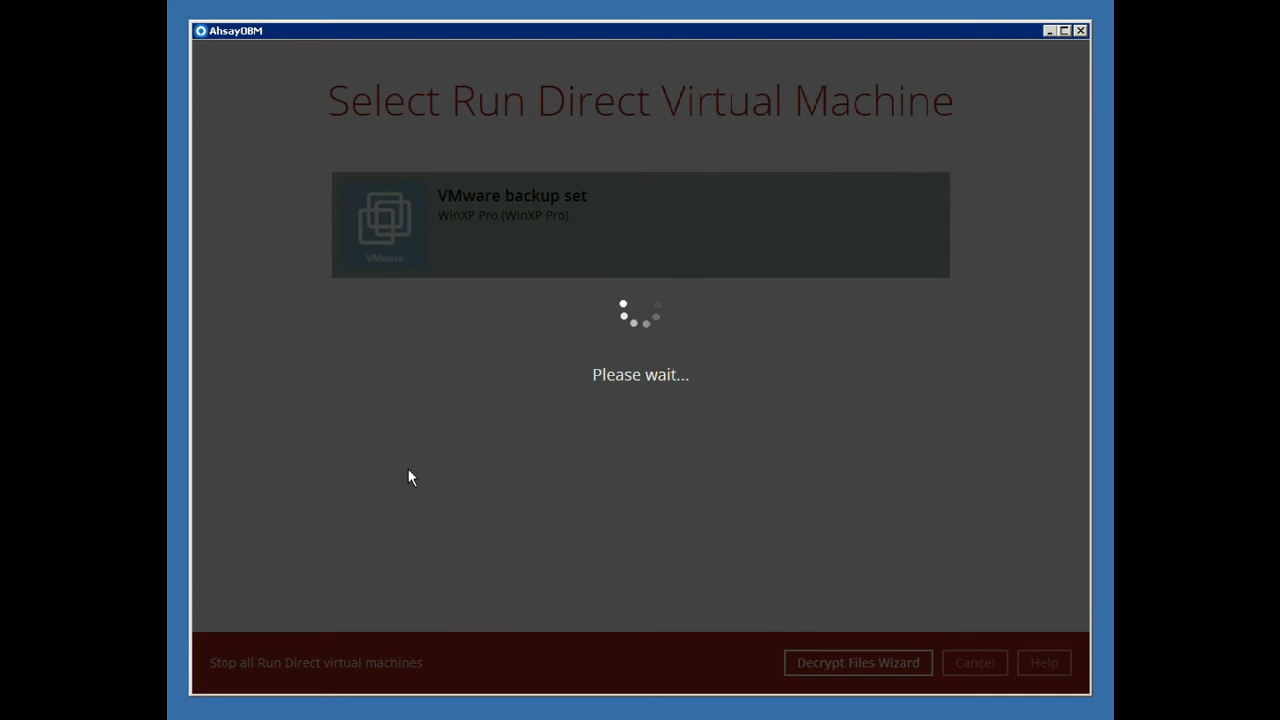 AhsayOBM
Select Run Direct Virtual Machine
VMware backup set
WinXP Pro (WinXP Pro)
VMware
Please wait...
Stop all Run Direct virtual machines
Decrypt Files Wizard
Cancel
Help